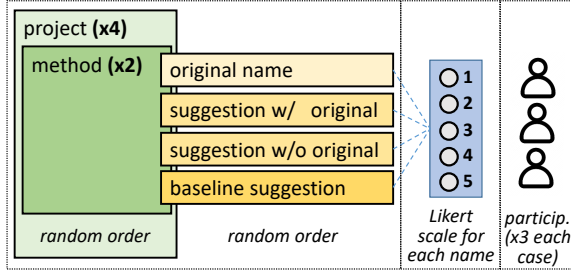 project (x4)
method (x2)
original name
suggestion w/ original
suggestion w/o original
baseline suggestion
random order
random order
1
2
3
4
5
Likert
scale for
each name
particip.
(x3 each
case)